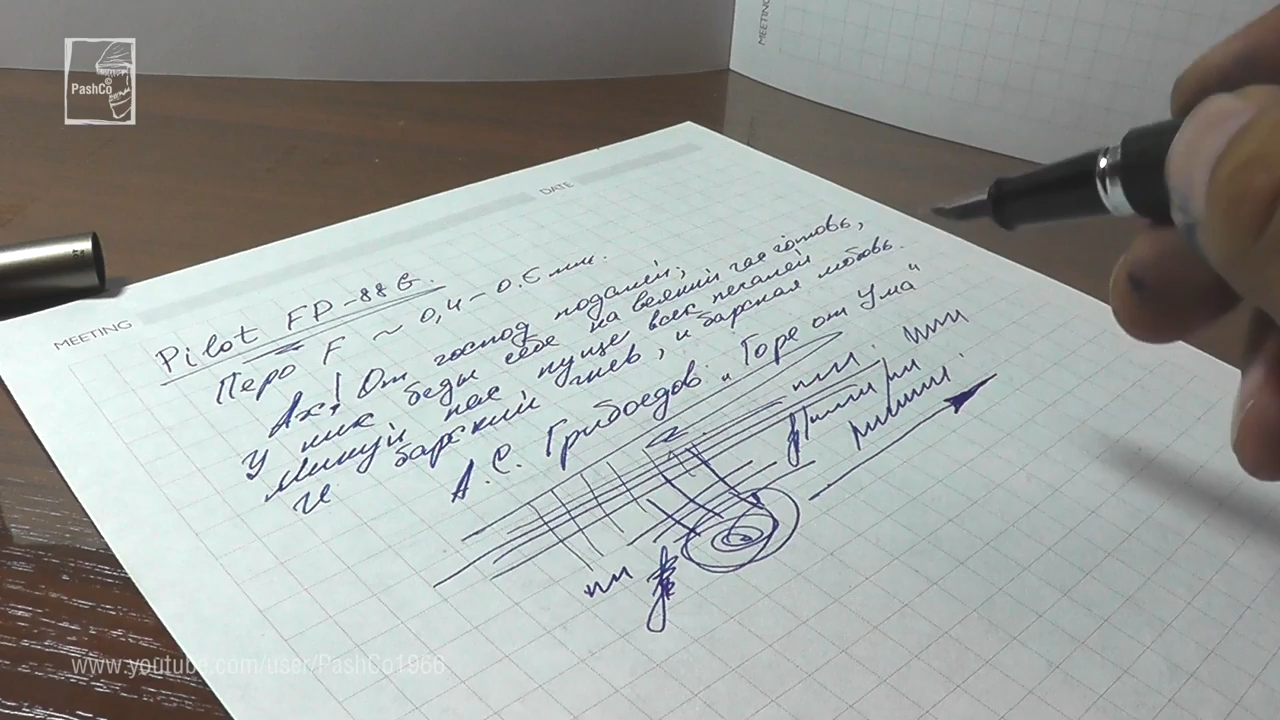 PashCo
©
MEETING
MEETING
DATE
Pilot FP-88G.
Перо F ~ 0,4 - 0.5 мм.
Ах! От господ подалей;
У них беды себе на всякий час готовь,
Минуй нас пуще всех печалей
И барский гнев, и барская любовь.
А. С. Грибоедов. "Горе от Ума"
www.youtube.com/user/PashCo1966